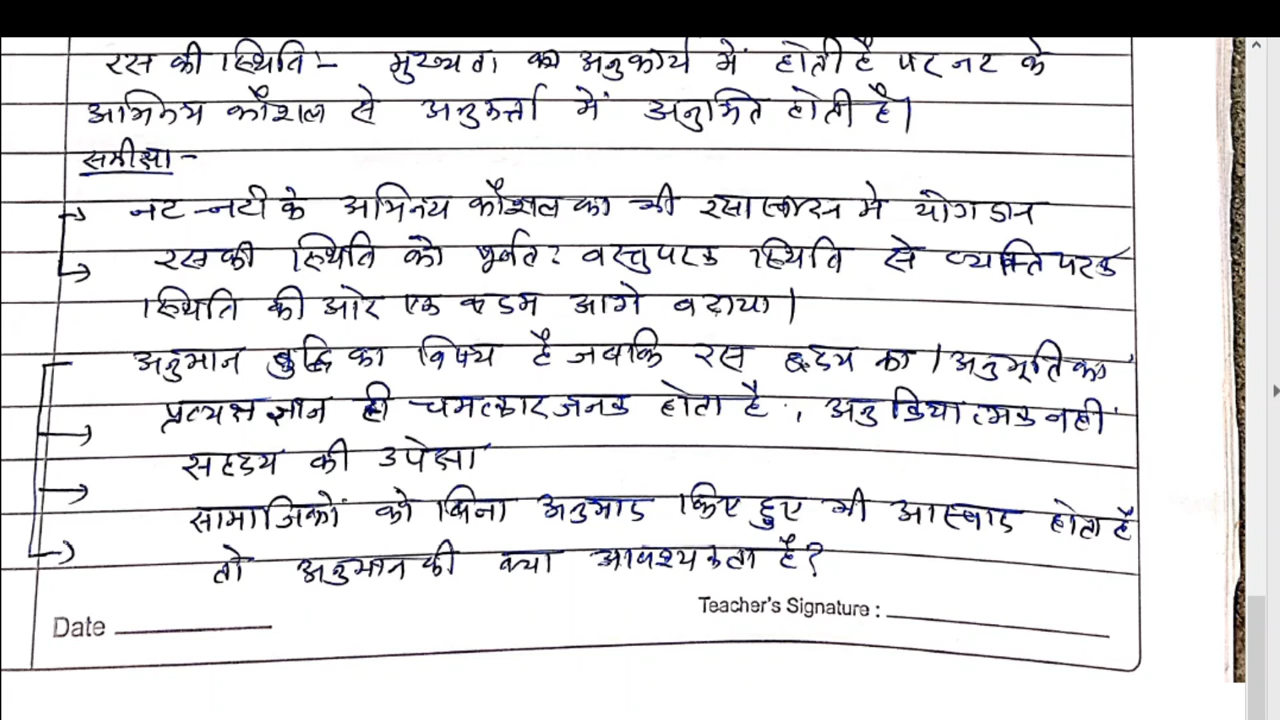 रस की स्थिति - मुख्यता का अनुकार्य में होती है पर नट के
अभिनय कौशल से अनुकर्त्ता में अनुमित होती है।
समीक्षा -
→ नट-नटी के अभिनय कौशल का भी रसास्वादन मे योगदान
→ रस की स्थिति को पूर्वत: वस्तुपरक स्थिति से व्यक्तिपरक
स्थिति की ओर एक कदम आगे बढ़ाया।
अनुमान बुद्धि का विषय है जबकि रस हृदय का। अनुभूति का
→ प्रत्यक्ष ज्ञान ही चमत्कारजनक होता है, अनुक्रियात्मक नहीं
→ सहृदय की उपेक्षा
सामाजिकों को बिना अनुमान किए हुए भी आस्वाद होता है
→ तो अनुमान की क्या आवश्यकता है?
Date
Teacher's Signature :